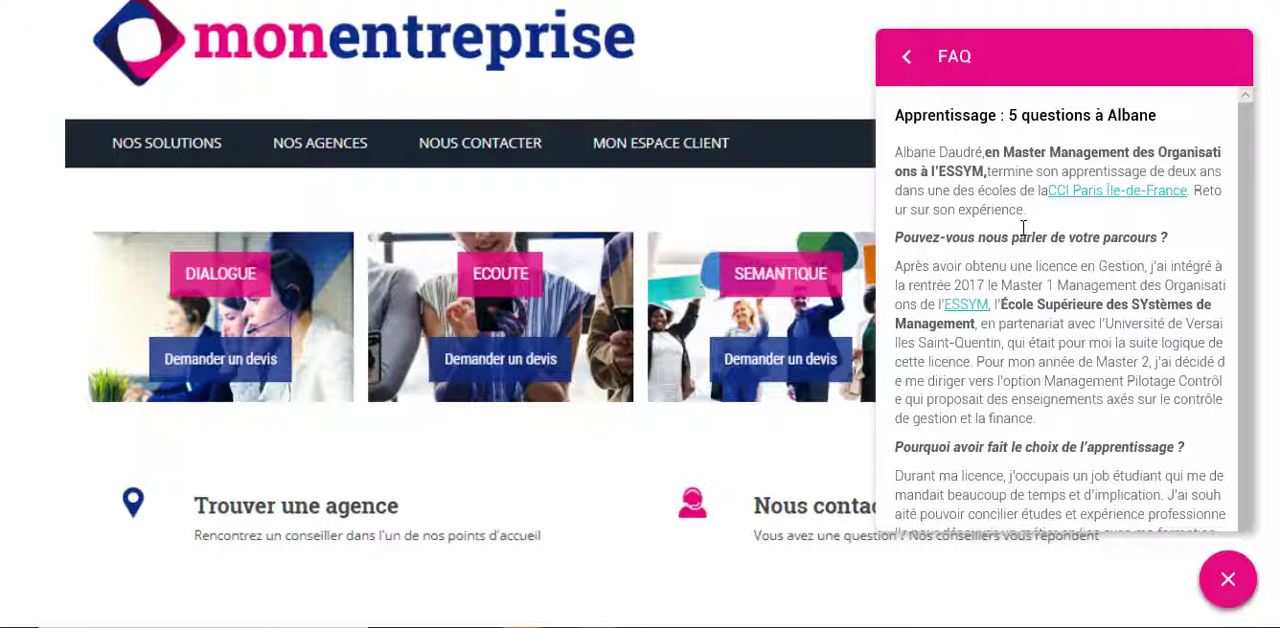 monentreprise
NOS SOLUTIONS
NOS AGENCES
NOUS CONTACTER
MON ESPACE CLIENT
DIALOGUE
Demander un devis
ECOUTE
Demander un devis
SEMANTIQUE
Demander un devis
Trouver une agence
Rencontrez un conseiller dans l'un de nos points d'accueil
Nous conta
Vous avez une question ? Nos conseillers vous répondent
FAQ
Apprentissage : 5 questions à Albane
Albane Daudré,en Master Management des Organisati
ons à l'ESSYM,termine son apprentissage de deux ans
dans une des écoles de laCCI Paris Île-de-France. Reto
ur sur son expérience.
Pouvez-vous nous parler de votre parcours ?
Après avoir obtenu une licence en Gestion, j'ai intégré à
la rentrée 2017 le Master 1 Management des Organisati
ons de l'ESSYM, l'École Supérieure des SYstèmes de
Management, en partenariat avec l'Université de Versai
lles Saint-Quentin, qui était pour moi la suite logique de
cette licence. Pour mon année de Master 2, j'ai décidé d
e me diriger vers l'option Management Pilotage Contrôl
e qui proposait des enseignements axés sur le contrôle
de gestion et la finance.
Pourquoi avoir fait le choix de l'apprentissage ?
Durant ma licence, j'occupais un job étudiant qui me de
mandait beaucoup de temps et d'implication. J'ai souh
aité pouvoir concilier études et expérience professionne